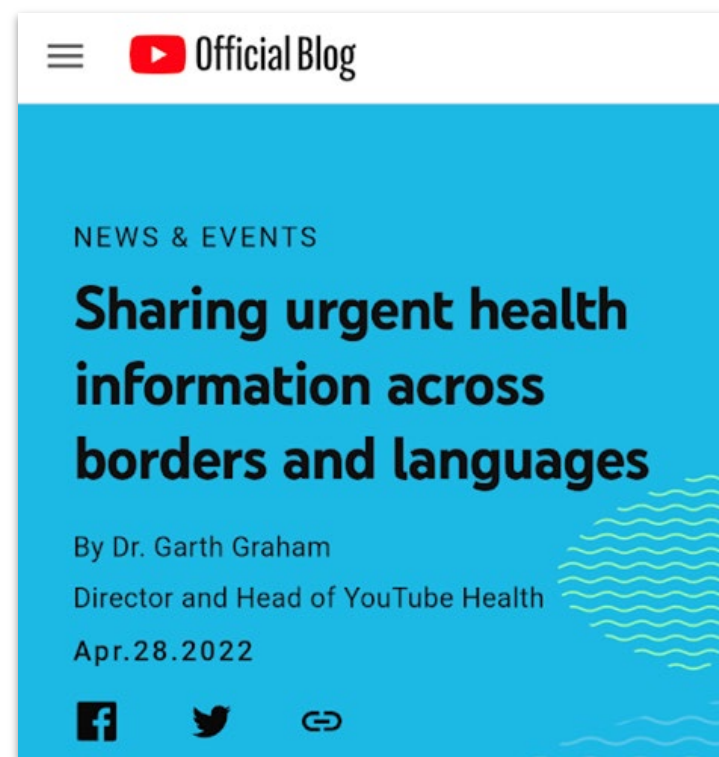 Official Blog
NEWS & EVENTS
Sharing urgent health
information across
borders and languages
By Dr. Garth Graham
Director and Head of YouTube Health
Apr.28.2022